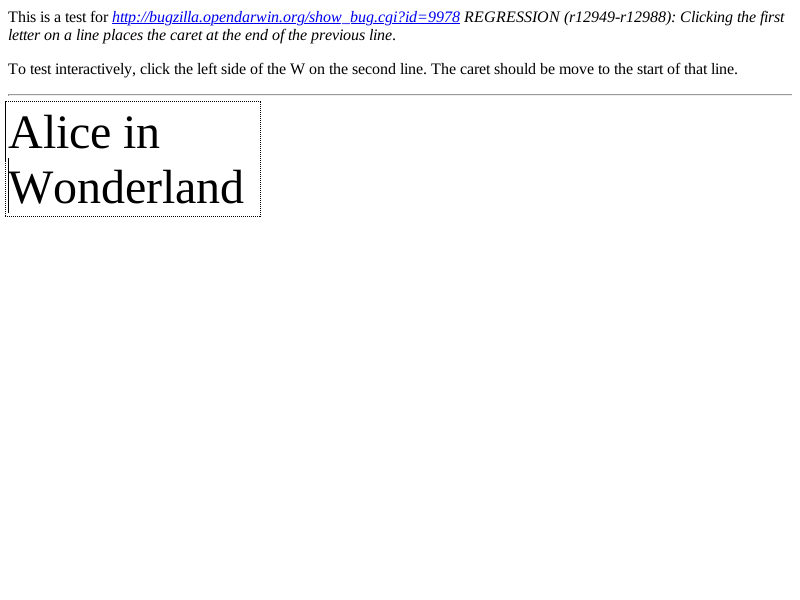 This is a test for http://bugzilla.opendarwin.org/show_bug.cgi?id=9978 REGRESSION (r12949-r12988): Clicking the first
letter on a line places the caret at the end of the previous line.
To test interactively, click the left side of the W on the second line. The caret should be move to the start of that line.
Alice in
Wonderland